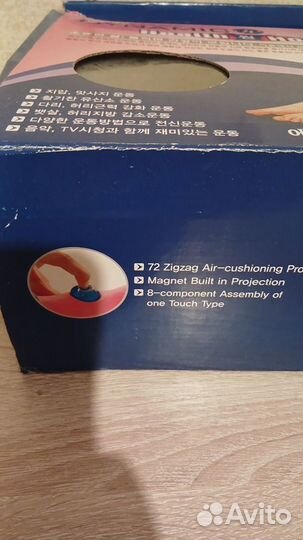 지압, 맛사지 운동
활기찬 유산소 운동
다리, 허리근력 강화 운동
뱃살, 허리지방 감소운동
다양한 운동방법으로 전신운동
음악, TV시청과 함께 재미있는 운동
72 Zigzag Air-cushioning Pro
Magnet Built in Projection
8-component Assembly of
one Touch Type
Avito